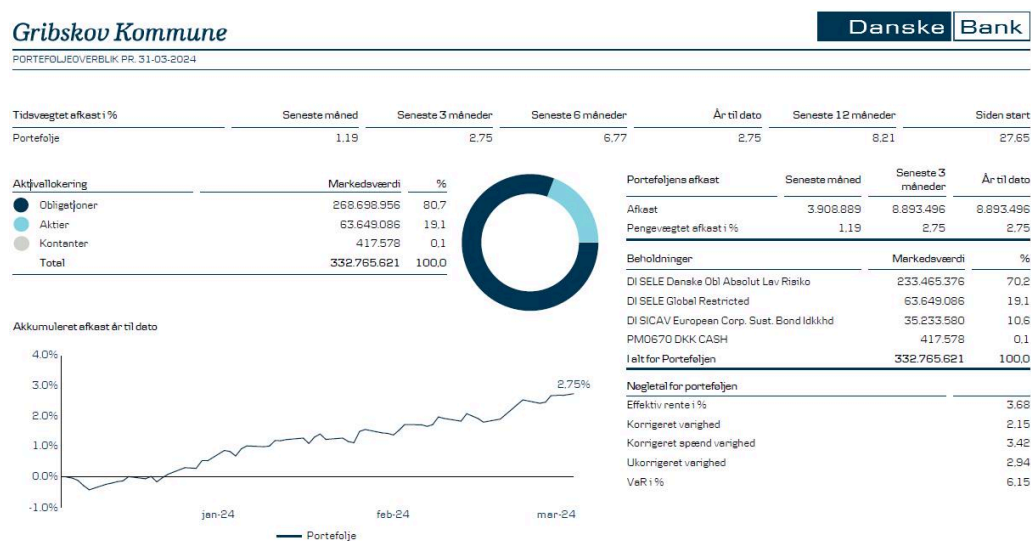 Gribskov Kommune
Danske Bank
PORTEFØLJEOVERBLIK PR. 31-03-2024
Tidsvægtet afkast i % Seneste måned Seneste 3 måneder Seneste 6 måneder År til dato Seneste 12 måneder Siden start
Portefølje 1,19 2,75 6,77 2,75 8,21 27,65
Aktivallokering Markedsværdi %
Obligationer 268.698.956 80,7
Aktier 63.649.086 19,1
Kontanter 417.578 0,1
Total 332.765.621 100,0
Porteføljens afkast Seneste måned Seneste 3 måneder År til dato
Afkast 3.908.889 8.893.496 8.893.496
Pengevægtet afkast i % 1,19 2,75 2,75
Beholdninger Markedsværdi %
DI SELE Danske Obl Absolut Lav Risiko 233.465.376 70,2
DI SELE Global Restricted 63.649.086 19,1
DI SICAV European Corp. Sust. Bond Idkkhd 35.233.580 10,6
PM0670 DKK CASH 417.578 0,1
I alt for Porteføljen 332.765.621 100,0
Akkumuleret afkast år til dato
4.0%
3.0%
2.0%
1.0%
0.0%
-1.0%
2,75%
jan-24 feb-24 mar-24
Portefølje
Nøgletal for porteføljen
Effektiv rente i % 3,68
Korrigeret varighed 2,15
Korrigeret spænd varighed 3,42
Ukorrigeret varighed 2,94
VaR i % 6,15